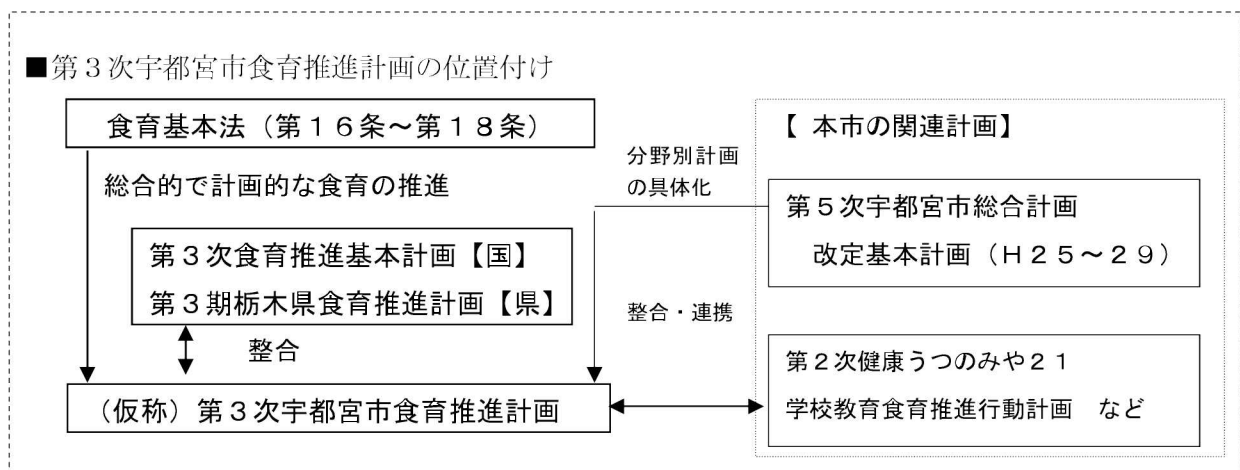 ■第３次宇都宮市食育推進計画の位置付け
食育基本法（第１６条～第１８条）
総合的で計画的な食育の推進
第３次食育推進基本計画【国】
第３期栃木県食育推進計画【県】
整合
（仮称）第３次宇都宮市食育推進計画
分野別計画
の具体化
整合・連携
【 本市の関連計画】
第５次宇都宮市総合計画
改定基本計画（Ｈ２５～２９）
第２次健康うつのみや２１
学校教育食育推進行動計画　など